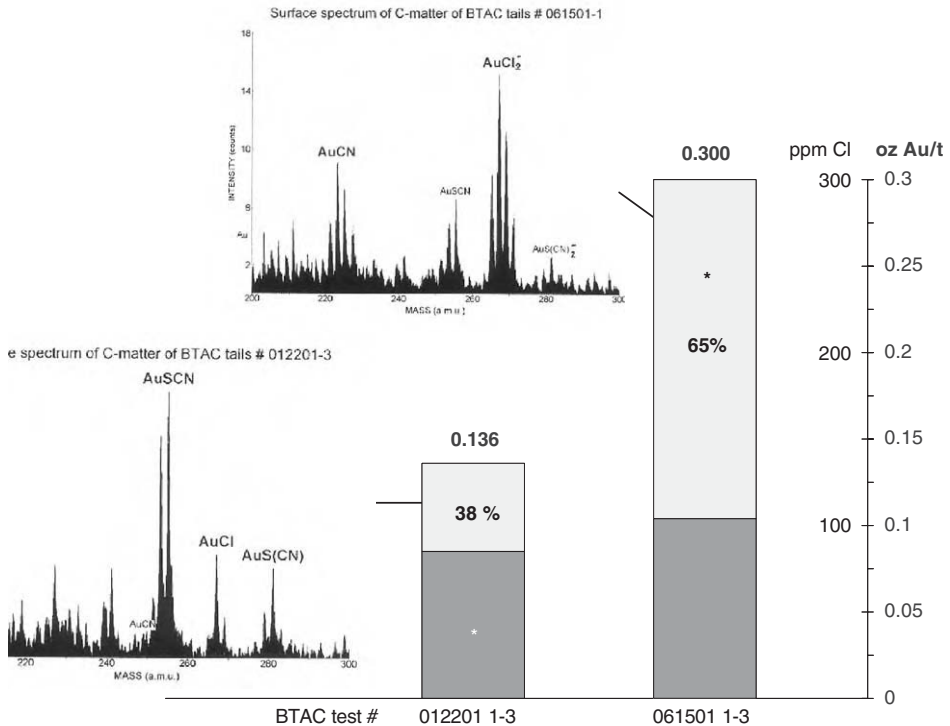 Surface spectrum of C-matter of BTAC tails # 061501-1
18
14
10
6
2
INTENSITY (counts)
Au
AuCN
AuSCN
AuCl₂⁻
AuS(CN)₂⁻
200 220 240 260 280 300
MASS (a.m.u.)
e spectrum of C-matter of BTAC tails # 012201-3
AuSCN
AuCl
AuS(CN)
AuCN
220 240 260 280 300
MASS (a.m.u.)
0.136
38 %
*
0.300
*
65%
ppm Cl oz Au/t
300 0.3
0.25
200 0.2
0.15
100 0.1
0.05
0
BTAC test # 012201 1-3 061501 1-3